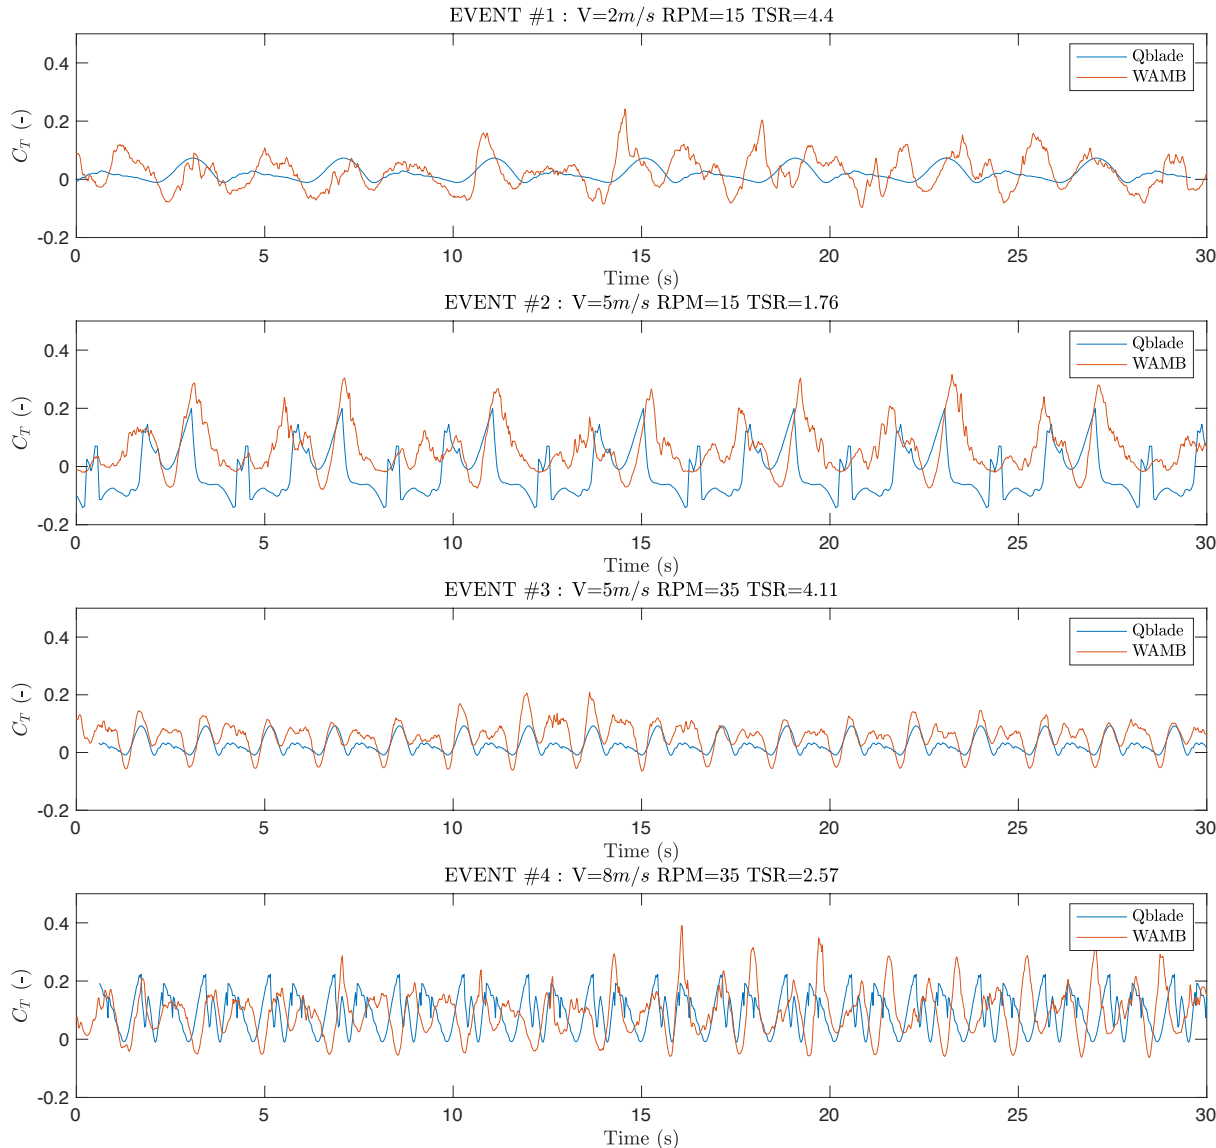 EVENT #1 : V=2m/s RPM=15 TSR=4.4
0.4
0.2
0
-0.2
C_T (-)
Qblade
WAMB
0 5 10 15 20 25 30
Time (s)
EVENT #2 : V=5m/s RPM=15 TSR=1.76
0.4
0.2
0
-0.2
C_T (-)
Qblade
WAMB
0 5 10 15 20 25 30
Time (s)
EVENT #3 : V=5m/s RPM=35 TSR=4.11
0.4
0.2
0
-0.2
C_T (-)
Qblade
WAMB
0 5 10 15 20 25 30
Time (s)
EVENT #4 : V=8m/s RPM=35 TSR=2.57
0.4
0.2
0
-0.2
C_T (-)
Qblade
WAMB
0 5 10 15 20 25 30
Time (s)